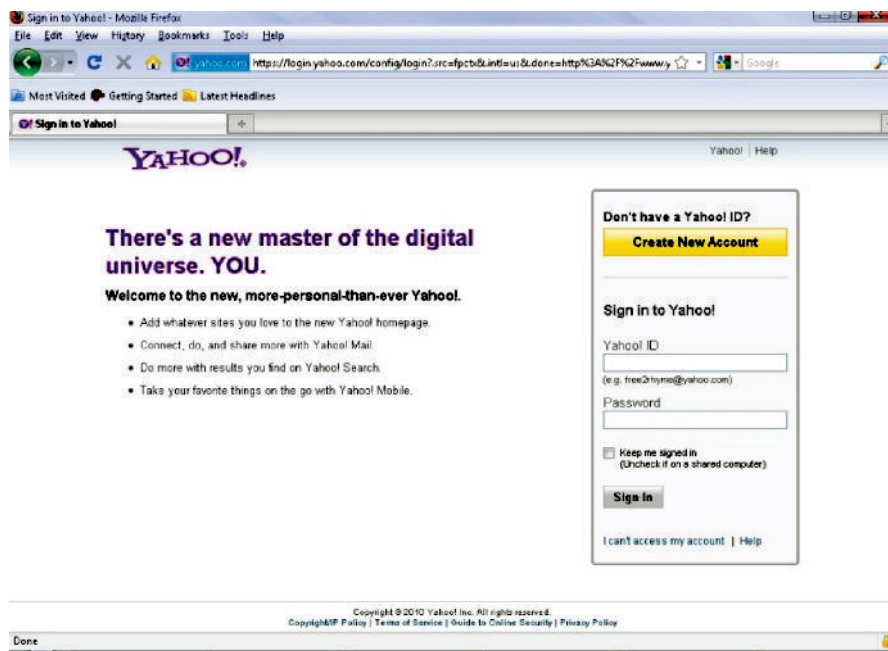 Sign in to Yahoo! - Mozilla Firefox
File Edit View History Bookmarks Tools Help
yahoo.com https://login.yahoo.com/config/login?.src=fpctx&.intl=us&.done=http%3A%2F%2Fwww.y Google
Most Visited Getting Started Latest Headlines
Y! Sign in to Yahoo!
YAHOO!
Yahoo! | Help
There's a new master of the digital
universe. YOU.
Welcome to the new, more-personal-than-ever Yahoo!.
• Add whatever sites you love to the new Yahoo! homepage.
• Connect, do, and share more with Yahoo! Mail.
• Do more with results you find on Yahoo! Search.
• Take your favorite things on the go with Yahoo! Mobile.
Don't have a Yahoo! ID?
Create New Account
Sign in to Yahoo!
Yahoo! ID
(e.g. free2rhyme@yahoo.com)
Password
Keep me signed in
(Uncheck if on a shared computer)
Sign In
I can't access my account | Help
Copyright © 2010 Yahoo! Inc. All rights reserved.
Copyright/IP Policy | Terms of Service | Guide to Online Security | Privacy Policy
Done